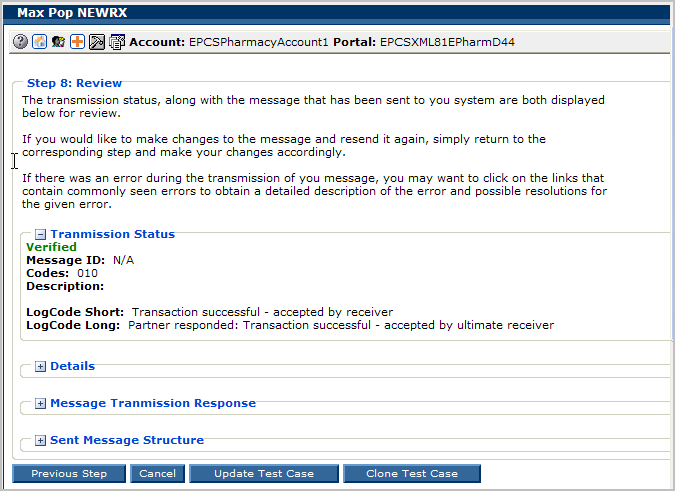 Max Pop NEWRX
Account: EPCSPharmacyAccount1 Portal: EPCSXML81EPharmD44
Step 8: Review
The transmission status, along with the message that has been sent to you system are both displayed
below for review.
If you would like to make changes to the message and resend it again, simply return to the
corresponding step and make your changes accordingly.
If there was an error during the transmission of you message, you may want to click on the links that
contain commonly seen errors to obtain a detailed description of the error and possible resolutions for
the given error.
Tranmission Status
Verified
Message ID: N/A
Codes: 010
Description:
LogCode Short: Transaction successful - accepted by receiver
LogCode Long: Partner responded: Transaction successful - accepted by ultimate receiver
Details
Message Tranmission Response
Sent Message Structure
Previous Step Cancel Update Test Case Clone Test Case